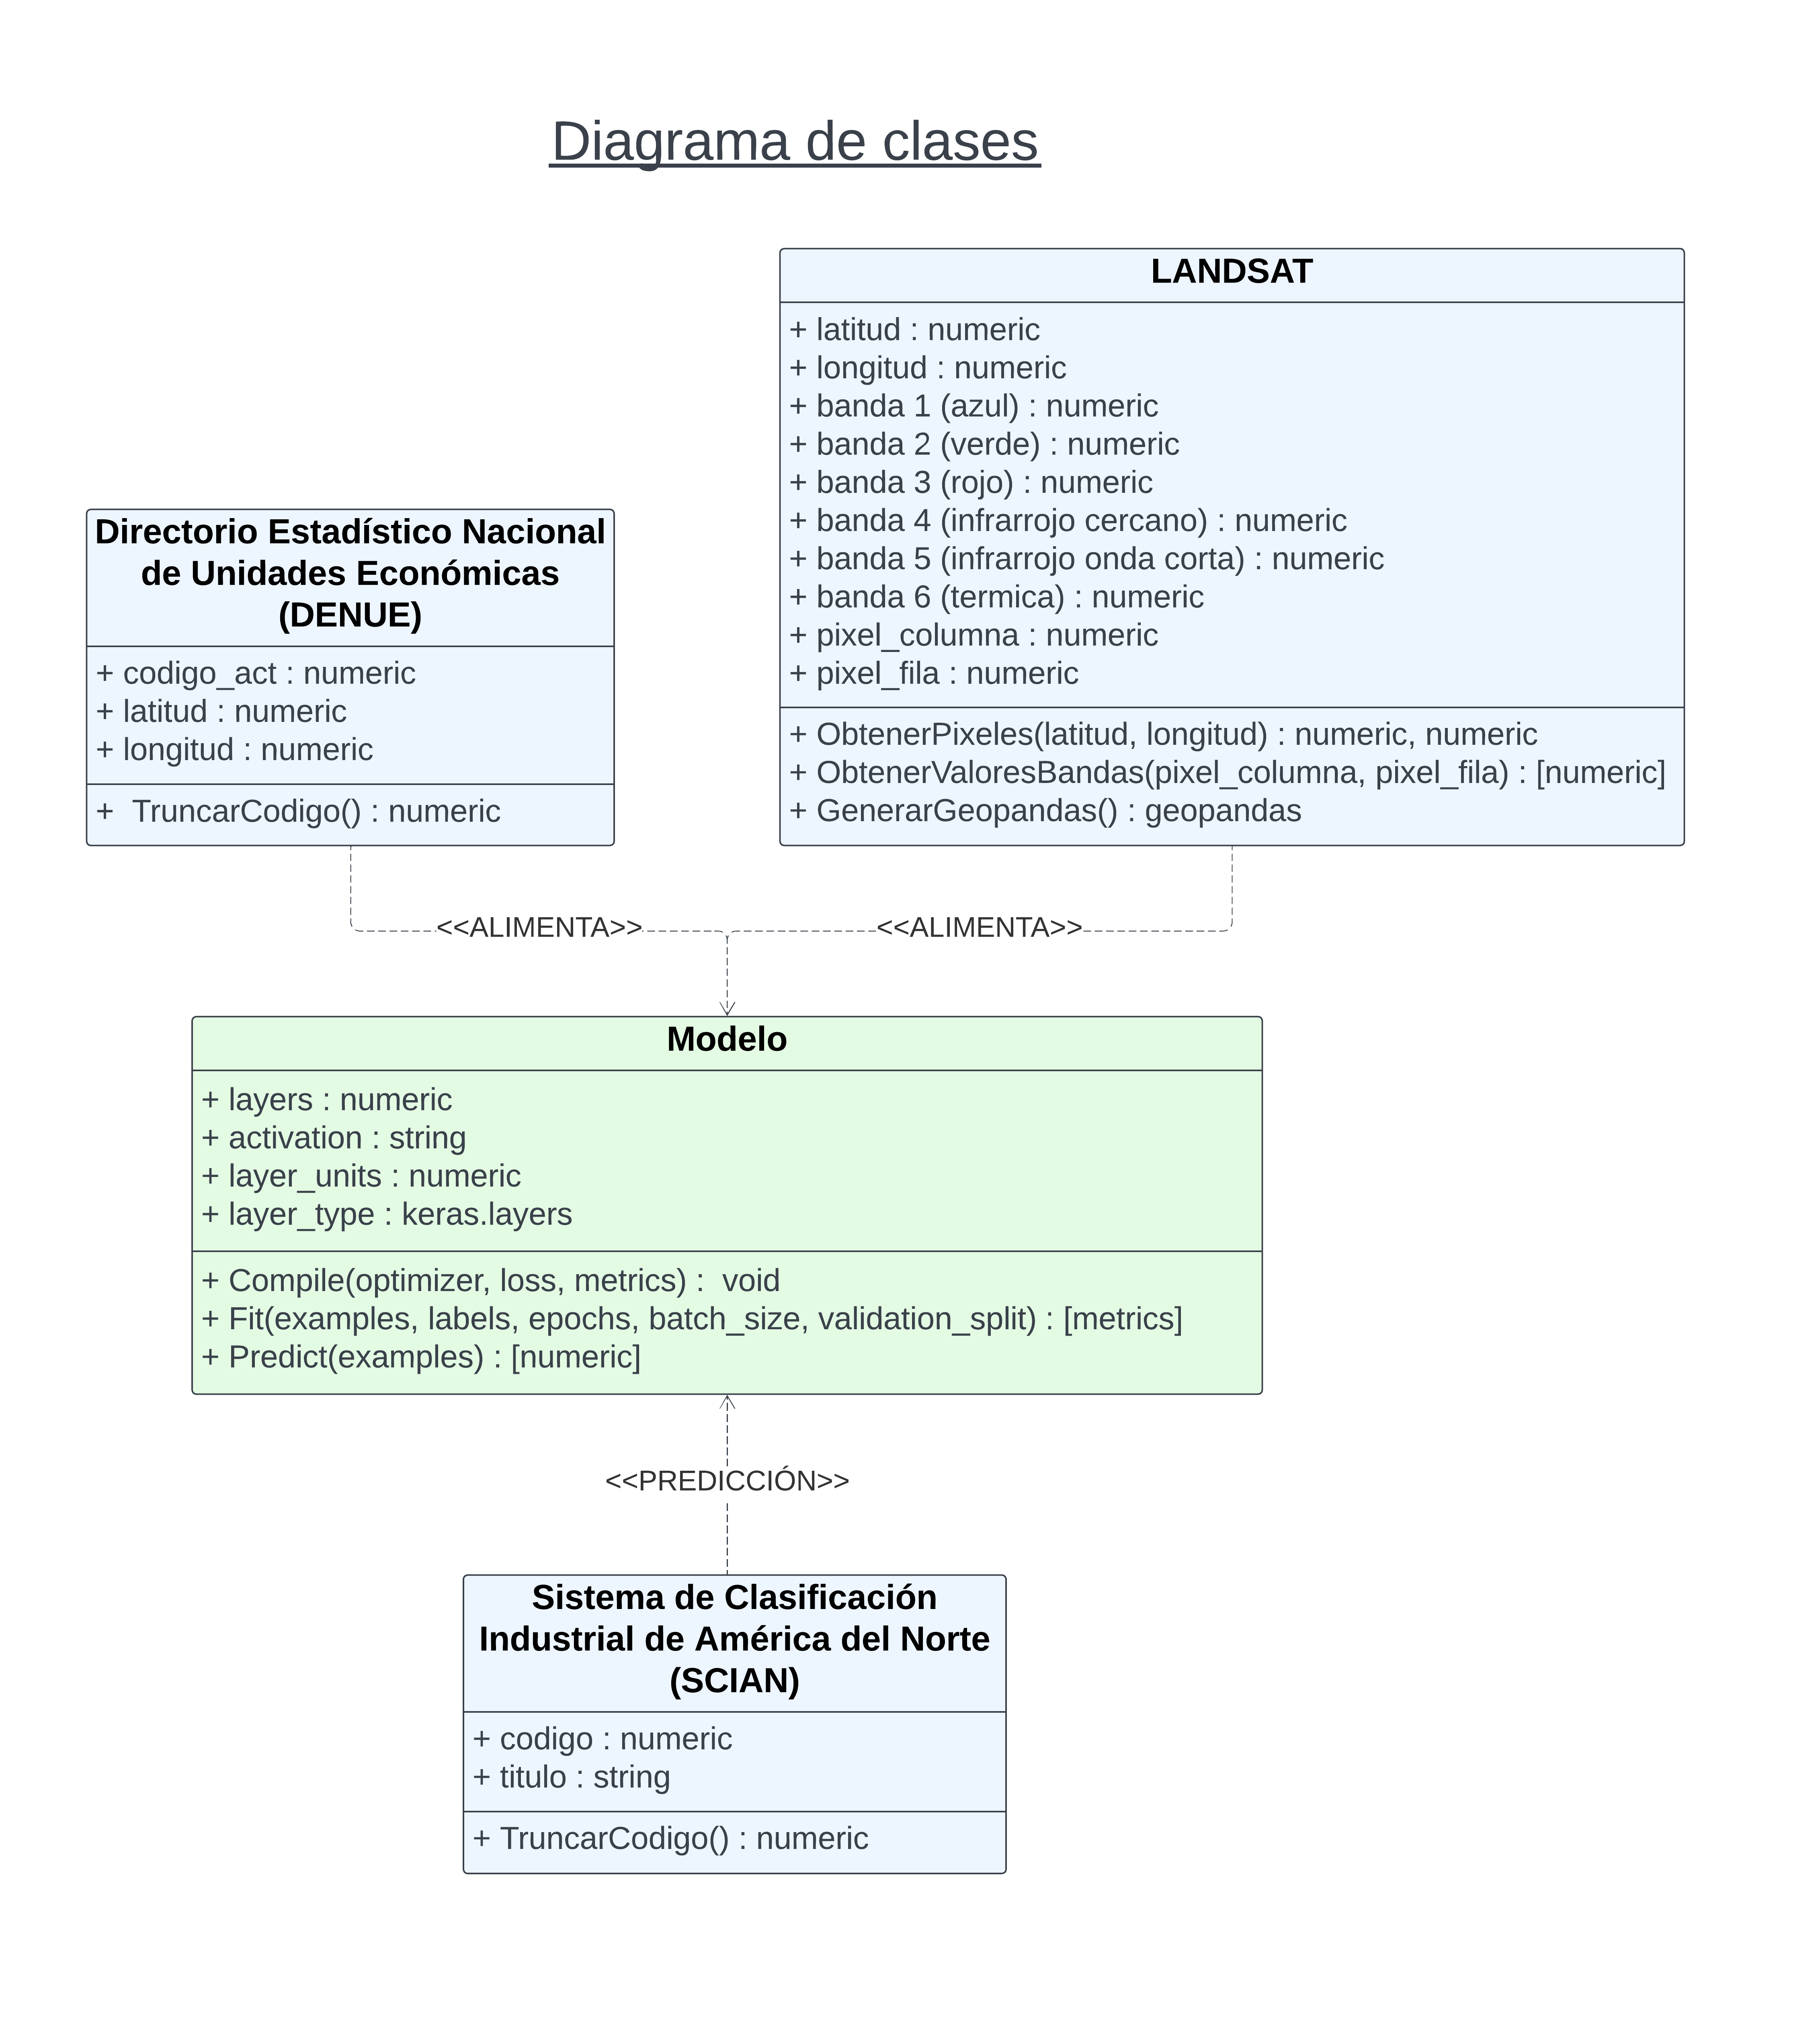 Diagrama de clases
LANDSAT
+ latitud : numeric
+ longitud : numeric
+ banda 1 (azul) : numeric
+ banda 2 (verde) : numeric
+ banda 3 (rojo) : numeric
+ banda 4 (infrarrojo cercano) : numeric
+ banda 5 (infrarrojo onda corta) : numeric
+ banda 6 (termica) : numeric
+ pixel_columna : numeric
+ pixel_fila : numeric
+ ObtenerPixeles(latitud, longitud) : numeric, numeric
+ ObtenerValoresBandas(pixel_columna, pixel_fila) : [numeric]
+ GenerarGeopandas() : geopandas
Directorio Estadístico Nacional
de Unidades Económicas
(DENUE)
+ codigo_act : numeric
+ latitud : numeric
+ longitud : numeric
+  TruncarCodigo() : numeric
<<ALIMENTA>>
<<ALIMENTA>>
Modelo
+ layers : numeric
+ activation : string
+ layer_units : numeric
+ layer_type : keras.layers
+ Compile(optimizer, loss, metrics) :  void
+ Fit(examples, labels, epochs, batch_size, validation_split) : [metrics]
+ Predict(examples) : [numeric]
<<PREDICCIÓN>>
Sistema de Clasificación
Industrial de América del Norte
(SCIAN)
+ codigo : numeric
+ titulo : string
+ TruncarCodigo() : numeric